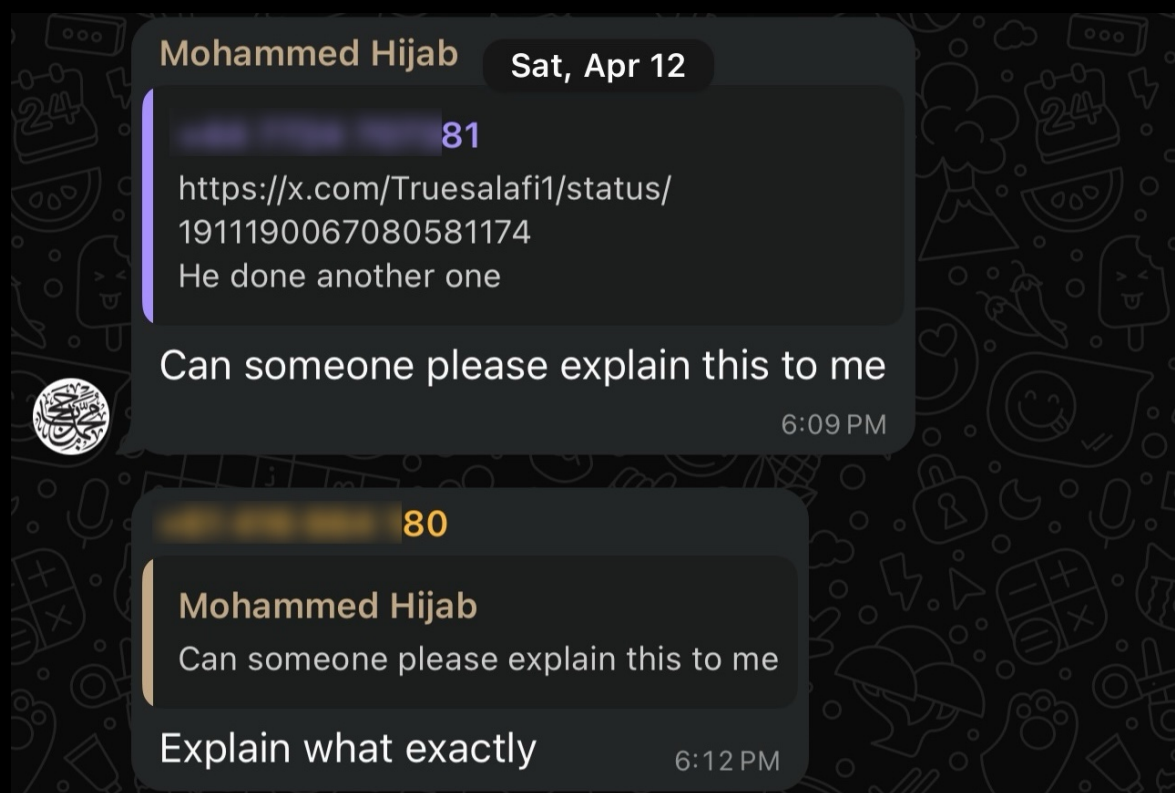 Mohammed Hijab
Sat, Apr 12
81
https://x.com/Truesalafi1/status/
1911190067080581174
He done another one
Can someone please explain this to me
6:09 PM
80
Mohammed Hijab
Can someone please explain this to me
Explain what exactly
6:12 PM